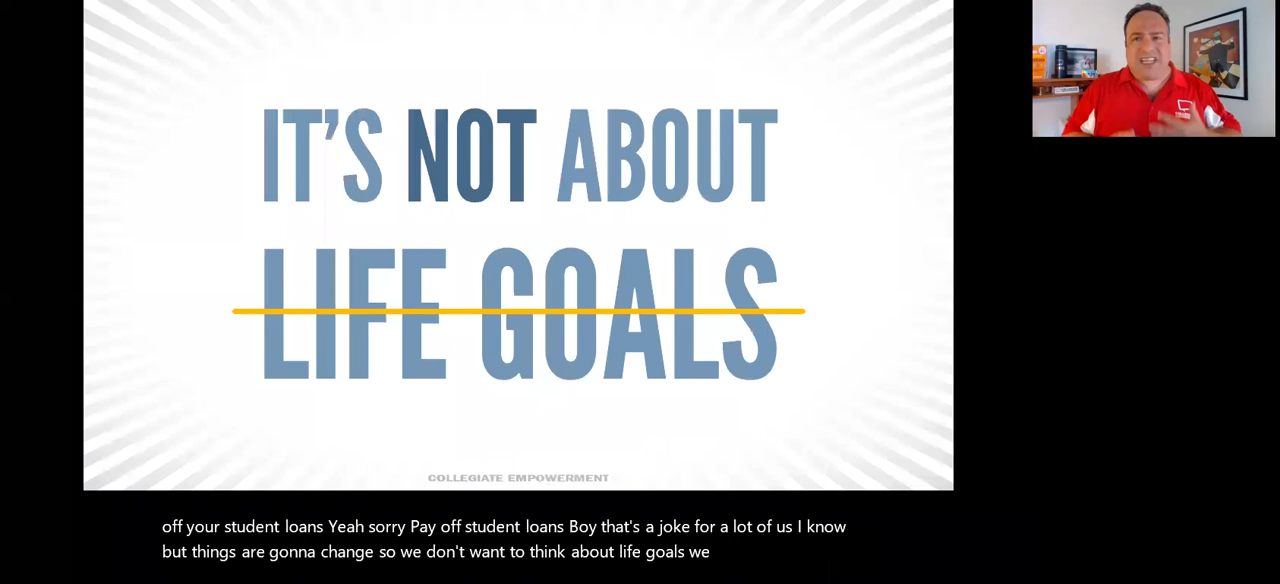 IT'S NOT ABOUT
LIFE GOALS
COLLEGIATE EMPOWERMENT
off your student loans Yeah sorry Pay off student loans Boy that's a joke for a lot of us I know
but things are gonna change so we don't want to think about life goals we